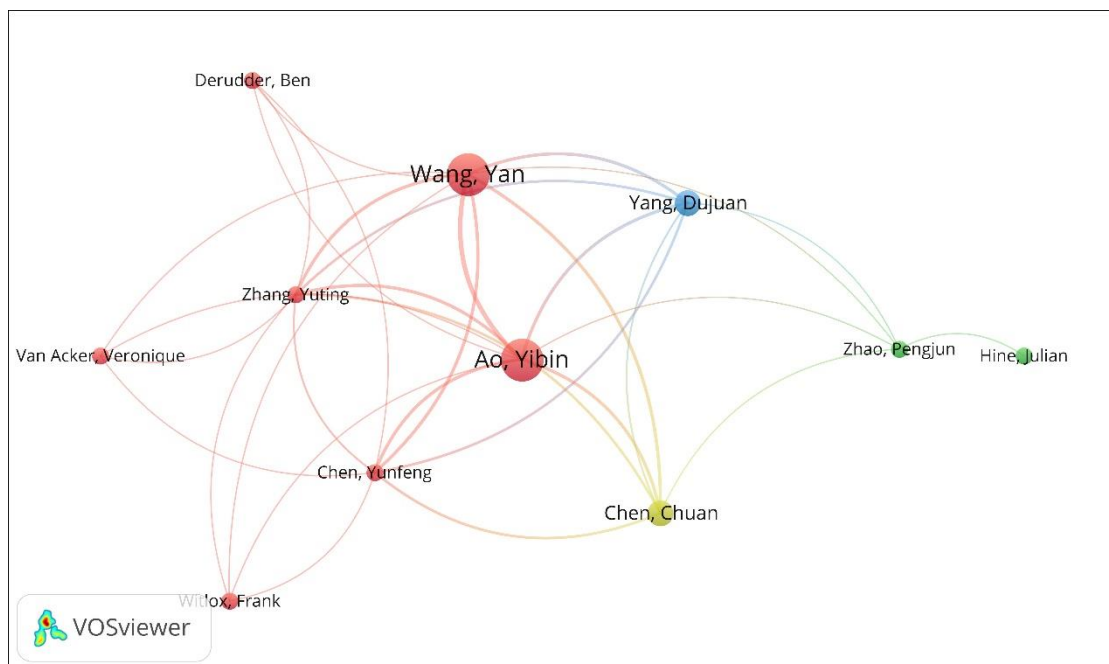 Derudder, Ben
Wang, Yan
Yang, Dujuan
Zhang, Yuting
Van Acker, Veronique
Ao, Yibin
Zhao, Pengjun
Hine, Julian
Chen, Yunfeng
Chen, Chuan
Witlox, Frank
VOSviewer